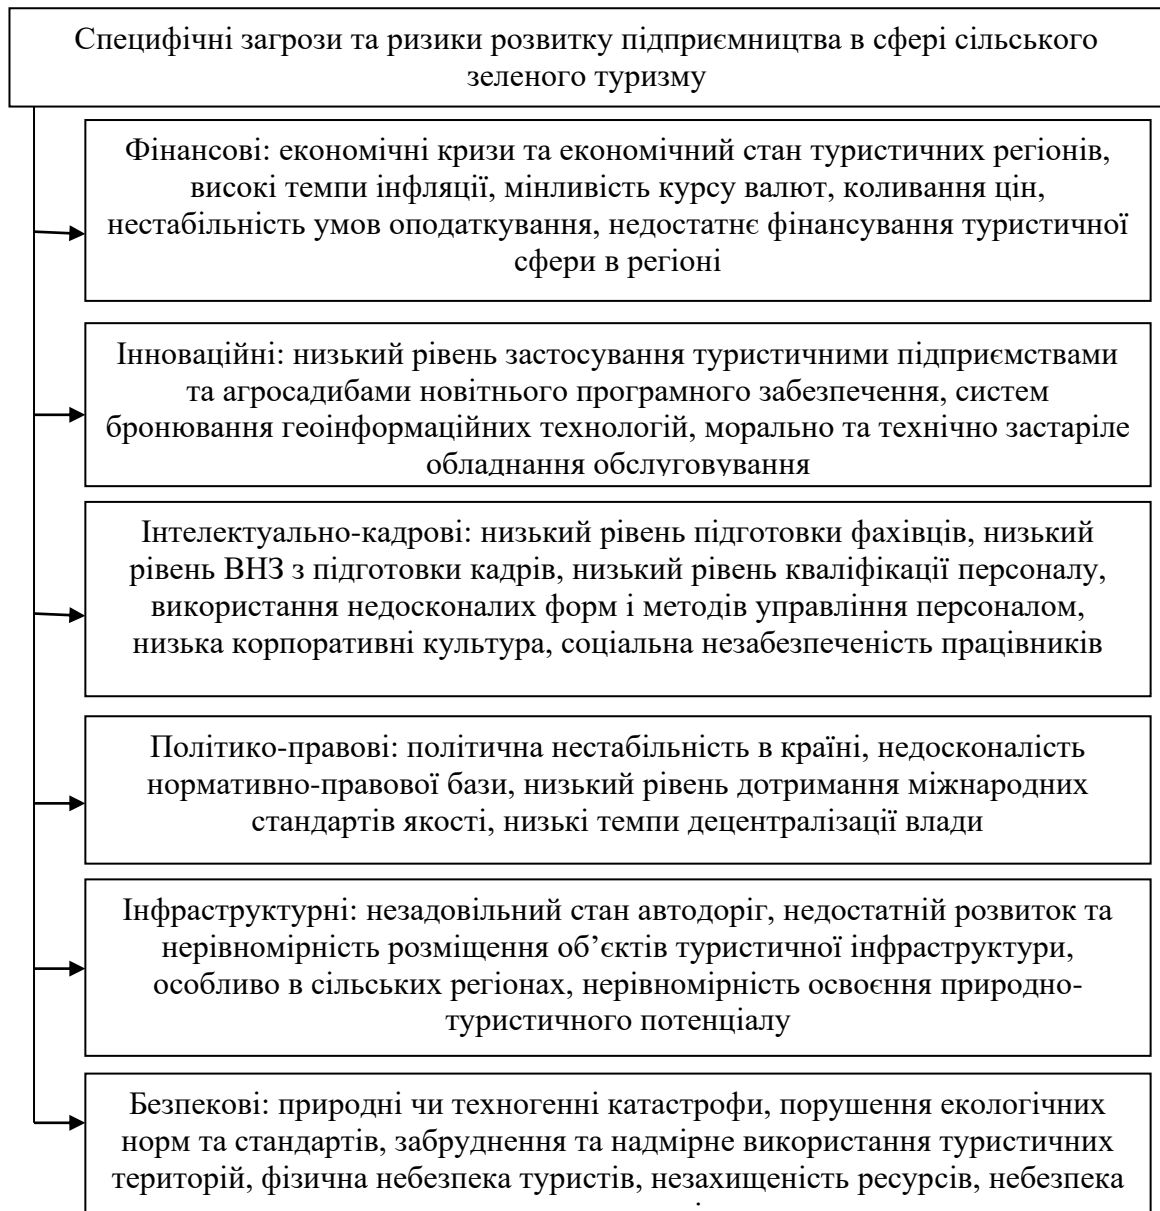 Специфічні загрози та ризики розвитку підприємництва в сфері сільського
зеленого туризму
Фінансові: економічні кризи та економічний стан туристичних регіонів,
високі темпи інфляції, мінливість курсу валют, коливання цін,
нестабільність умов оподаткування, недостатнє фінансування туристичної
сфери в регіоні
Інноваційні: низький рівень застосування туристичними підприємствами
та агросадибами новітнього програмного забезпечення, систем
бронювання геоінформаційних технологій, морально та технічно застаріле
обладнання обслуговування
Інтелектуально-кадрові: низький рівень підготовки фахівців, низький
рівень ВНЗ з підготовки кадрів, низький рівень кваліфікації персоналу,
використання недосконалих форм і методів управління персоналом,
низька корпоративні культура, соціальна незабезпеченість працівників
Політико-правові: політична нестабільність в країні, недосконалість
нормативно-правової бази, низький рівень дотримання міжнародних
стандартів якості, низькі темпи децентралізації влади
Інфраструктурні: незадовільний стан автодоріг, недостатній розвиток та
нерівномірність розміщення об’єктів туристичної інфраструктури,
особливо в сільських регіонах, нерівномірність освоєння природно-
туристичного потенціалу
Безпекові: природні чи техногенні катастрофи, порушення екологічних
норм та стандартів, забруднення та надмірне використання туристичних
територій, фізична небезпека туристів, незахищеність ресурсів, небезпека